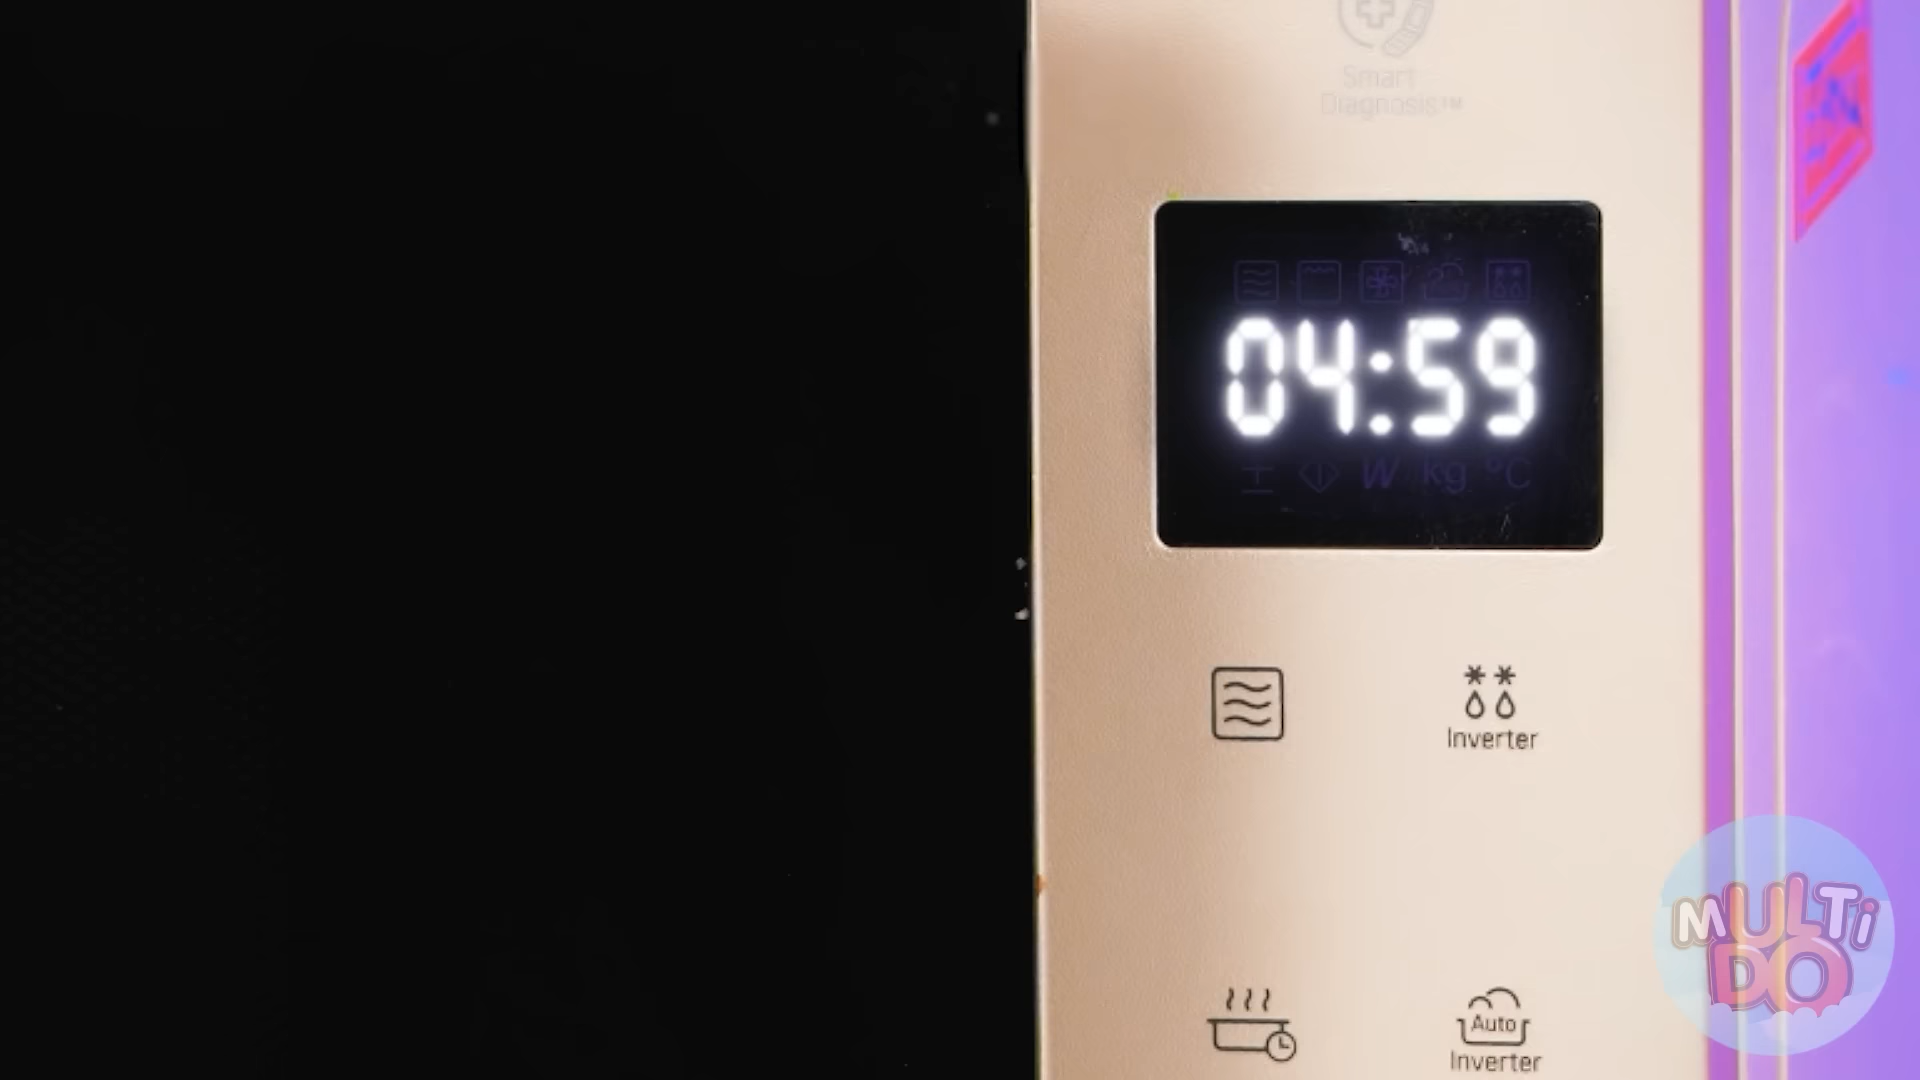 Smart
Diagnosis™
04:59
W kg °C
Inverter
Auto
Inverter
MULTi
DO